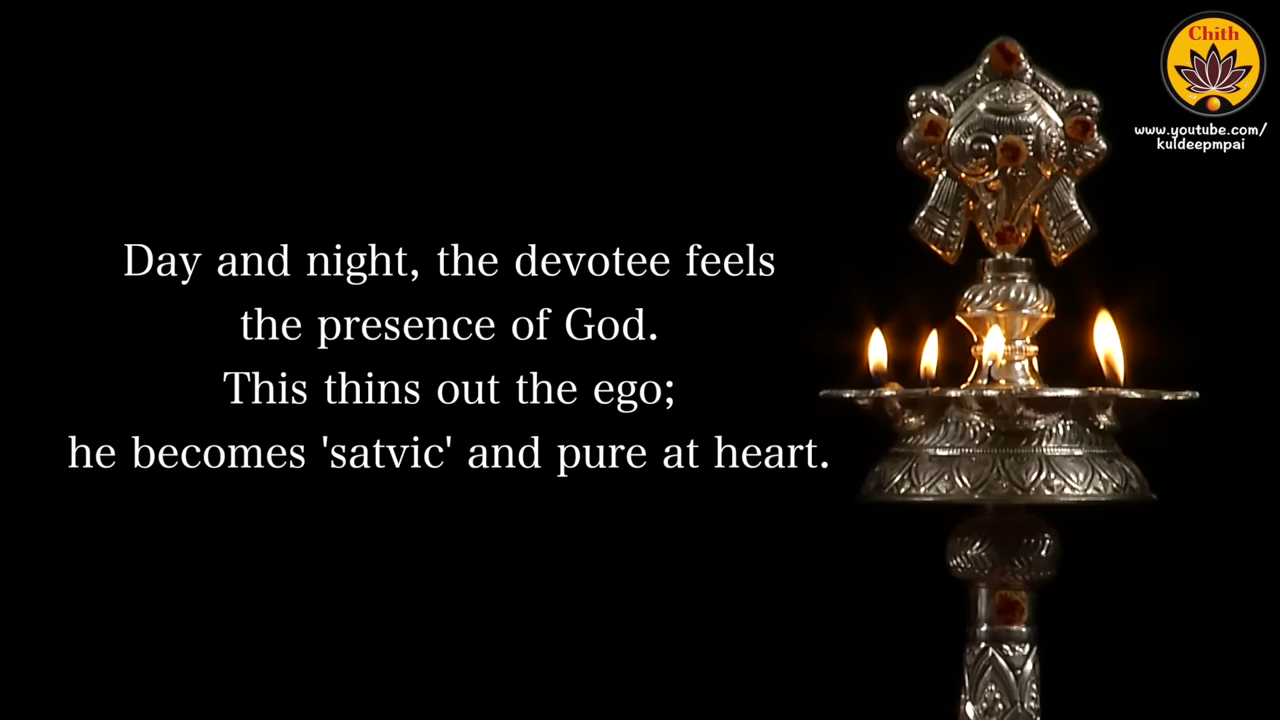 Chith
www.youtube.com/
kuldeepmpai
Day and night, the devotee feels
the presence of God.
This thins out the ego;
he becomes 'satvic' and pure at heart.